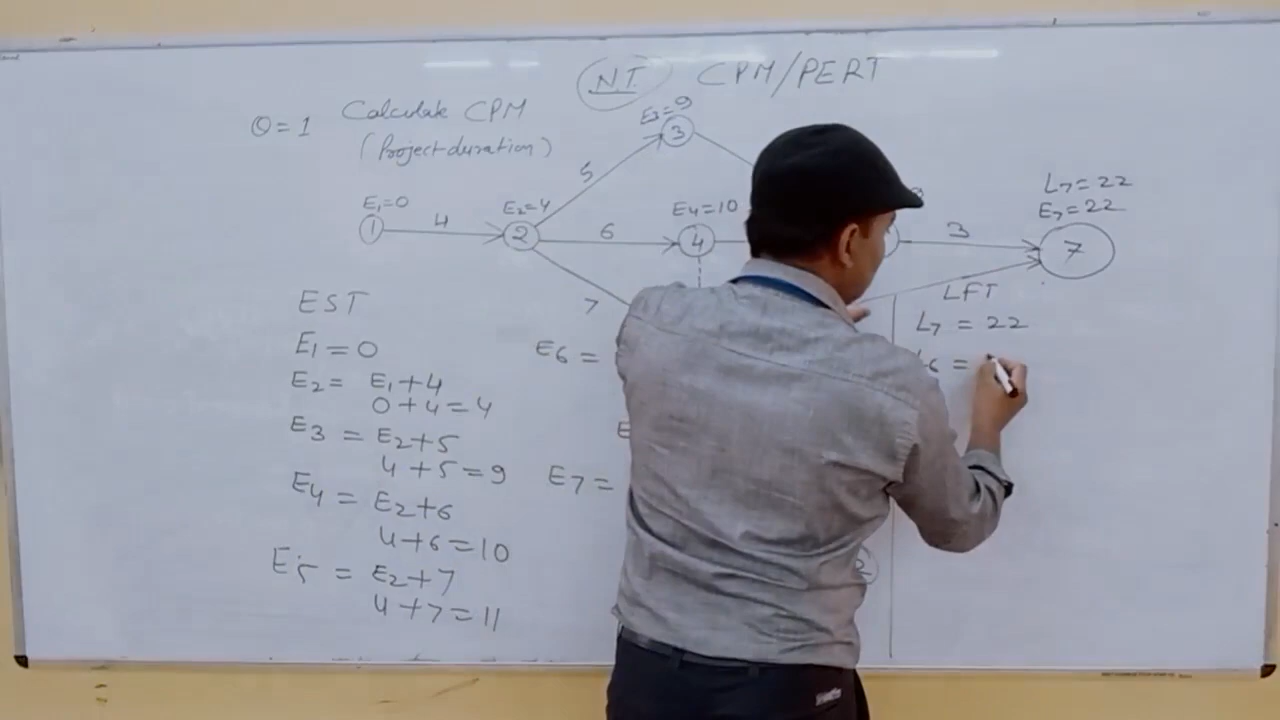 N.T. CPM/PERT
Q=1 Calculate CPM
(Project duration)
E3=9
3
5
L7=22
E7=22
E1=0
1
4
E2=4
2
6
E4=10
4
3
7
7
EST
E1=0
E2= E1+4
0+4=4
E3 = E2+5
4+5=9
E4 = E2+6
4+6=10
E5 = E2+7
4+7=11
E6 =
E7 =
LFT
L7 = 22
6 =